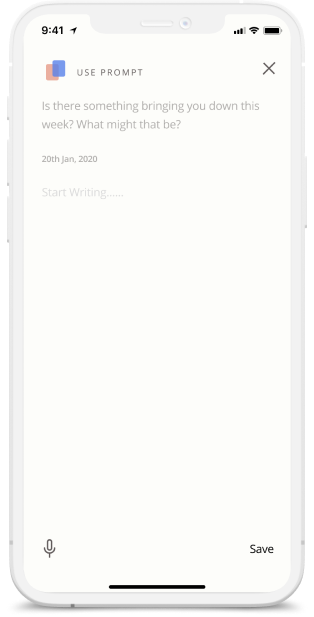 9:41
USE PROMPT
Is there something bringing you down this
week? What might that be?
20th Jan, 2020
Start Writing......
Save